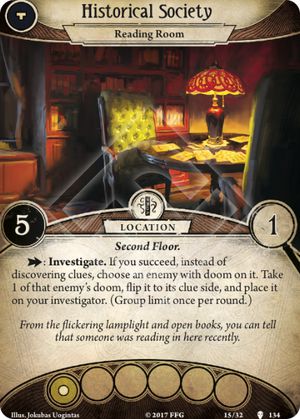 Historical Society
Reading Room
5
LOCATION
1
Second Floor.
: Investigate. If you succeed, instead of
discovering clues, choose an enemy with doom on it. Take
1 of that enemy's doom, flip it to its clue side, and place it
on your investigator. (Group limit once per round.)
From the flickering lamplight and open books, you can tell
that someone was reading in here recently.
Illus. Jokubas Uogintas
© 2017 FFG
15/32
134